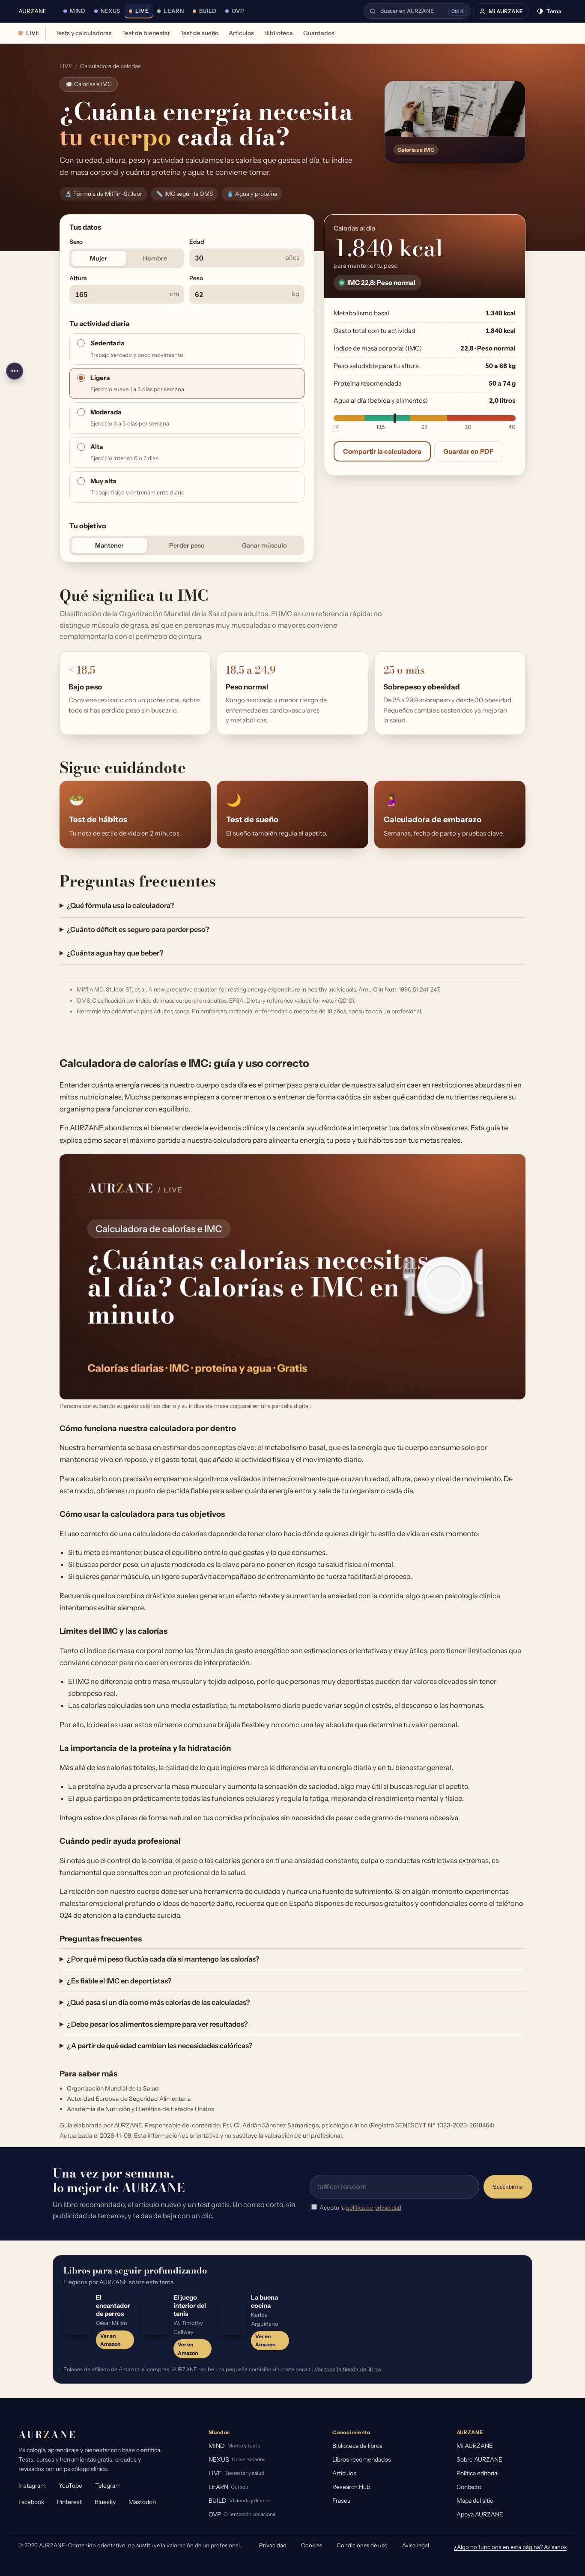 AURZANE
MIND
NEXUS
LIVE
LEARN
BUILD
OVP
Buscar en AURZANE
Ctrl K
Mi AURZANE
Tema
LIVE
Tests y calculadoras
Test de bienestar
Test de sueño
Artículos
Biblioteca
Guardados
LIVE / Calculadora de calorías
Calorías e IMC
¿Cuánta energía necesita
tu cuerpo cada día?
Con tu edad, altura, peso y actividad calculamos las calorías que gastas al día, tu índice
de masa corporal y cuánta proteína y agua te conviene tomar.
Fórmula de Mifflin-St Jeor
IMC según la OMS
Agua y proteína
Calorías e IMC
Tus datos
Sexo
Edad
Mujer
Hombre
30
años
Altura
Peso
165
cm
62
kg
Tu actividad diaria
Sedentaria
Trabajo sentado y poco movimiento
Ligera
Ejercicio suave 1 a 3 días por semana
Moderada
Ejercicio 3 a 5 días por semana
Alta
Ejercicio intenso 6 o 7 días
Muy alta
Trabajo físico y entrenamiento diario
Tu objetivo
Mantener
Perder peso
Ganar músculo
Calorías al día
1.840 kcal
para mantener tu peso
IMC 22,8: Peso normal
Metabolismo basal 1.340 kcal
Gasto total con tu actividad 1.840 kcal
Índice de masa corporal (IMC) 22,8 · Peso normal
Peso saludable para tu altura 50 a 68 kg
Proteína recomendada 50 a 74 g
Agua al día (bebida y alimentos) 2,0 litros
14 18,5 25 30 40
Compartir la calculadora
Guardar en PDF
Qué significa tu IMC
Clasificación de la Organización Mundial de la Salud para adultos. El IMC es una referencia rápida: no
distingue músculo de grasa, así que en personas muy musculadas o mayores conviene
complementarlo con el perímetro de cintura.
< 18,5
Bajo peso
Conviene revisarlo con un profesional, sobre
todo si has perdido peso sin buscarlo.
18,5 a 24,9
Peso normal
Rango asociado a menor riesgo de
enfermedades cardiovasculares
y metabólicas.
25 o más
Sobrepeso y obesidad
De 25 a 29,9 sobrepeso y desde 30 obesidad.
Pequeños cambios sostenidos ya mejoran
la salud.
Sigue cuidándote
Test de hábitos
Tu nota de estilo de vida en 2 minutos.
Test de sueño
El sueño también regula el apetito.
Calculadora de embarazo
Semanas, fecha de parto y pruebas clave.
Preguntas frecuentes
¿Qué fórmula usa la calculadora?
¿Cuánto déficit es seguro para perder peso?
¿Cuánta agua hay que beber?
Mifflin MD, St Jeor ST, et al. A new predictive equation for resting energy expenditure in healthy individuals. Am J Clin Nutr. 1990;51:241-247.
OMS. Clasificación del índice de masa corporal en adultos. EFSA. Dietary reference values for water (2010).
Herramienta orientativa para adultos sanos. En embarazo, lactancia, enfermedad o menores de 18 años, consulta con un profesional.
Calculadora de calorías e IMC: guía y uso correcto
Entender cuánta energía necesita nuestro cuerpo cada día es el primer paso para cuidar de nuestra salud sin caer en restricciones absurdas ni en
mitos nutricionales. Muchas personas empiezan a comer menos o a entrenar de forma caótica sin saber qué cantidad de nutrientes requiere su
organismo para funcionar con equilibrio.
En AURZANE abordamos el bienestar desde la evidencia clínica y la cercanía, ayudándote a interpretar tus datos sin obsesiones. Esta guía te
explica cómo sacar el máximo partido a nuestra calculadora para alinear tu energía, tu peso y tus hábitos con tus metas reales.
AURZANE / LIVE
Calculadora de calorías e IMC
¿Cuántas calorías necesitas
al día? Calorías e IMC en
minuto
Calorías diarias · IMC · proteína y agua · Gratis
Persona consultando su gasto calórico diario y su índice de masa corporal en una pantalla digital.
Cómo funciona nuestra calculadora por dentro
Nuestra herramienta se basa en estimar dos conceptos clave: el metabolismo basal, que es la energía que tu cuerpo consume solo por
mantenerse vivo en reposo, y el gasto total, que añade la actividad física y el movimiento diario.
Para calcularlo con precisión empleamos algoritmos validados internacionalmente que cruzan tu edad, altura, peso y nivel de movimiento. De
este modo, obtienes un punto de partida fiable para saber cuánta energía entra y sale de tu organismo cada día.
Cómo usar la calculadora para tus objetivos
El uso correcto de una calculadora de calorías depende de tener claro hacia dónde quieres dirigir tu estilo de vida en este momento:
Si tu meta es mantener, busca el equilibrio entre lo que gastas y lo que consumes.
Si buscas perder peso, un ajuste moderado es la clave para no poner en riesgo tu salud física ni mental.
Si quieres ganar músculo, un ligero superávit acompañado de entrenamiento de fuerza facilitará el proceso.
Recuerda que los cambios drásticos suelen generar un efecto rebote y aumentan la ansiedad con la comida, algo que en psicología clínica
intentamos evitar siempre.
Límites del IMC y las calorías
Tanto el índice de masa corporal como las fórmulas de gasto energético son estimaciones orientativas y muy útiles, pero tienen limitaciones que
conviene conocer para no caer en errores de interpretación.
El IMC no diferencia entre masa muscular y tejido adiposo, por lo que personas muy deportistas pueden dar valores elevados sin tener
sobrepeso real.
Las calorías calculadas son una media estadística; tu metabolismo diario puede variar según el estrés, el descanso o las hormonas.
Por ello, lo ideal es usar estos números como una brújula flexible y no como una ley absoluta que determine tu valor personal.
La importancia de la proteína y la hidratación
Más allá de las calorías totales, la calidad de lo que ingieres marca la diferencia en tu energía diaria y en tu bienestar general.
La proteína ayuda a preservar la masa muscular y a aumentar la sensación de saciedad, algo muy útil si buscas regular el apetito.
El agua participa en prácticamente todas las funciones celulares y regula la fatiga, mejorando el rendimiento mental y físico.
Integra estos dos pilares de forma natural en tus comidas principales sin necesidad de pesar cada gramo de manera obsesiva.
Cuándo pedir ayuda profesional
Si notas que el control de la comida, el peso o las calorías genera en ti una ansiedad constante, culpa o conductas restrictivas extremas, es
fundamental que consultes con un profesional de la salud.
La relación con nuestro cuerpo debe ser una herramienta de cuidado y nunca una fuente de sufrimiento. Si en algún momento experimentas
malestar emocional profundo o ideas de hacerte daño, recuerda que en España dispones de recursos gratuitos y confidenciales como el teléfono
024 de atención a la conducta suicida.
Preguntas frecuentes
¿Por qué mi peso fluctúa cada día si mantengo las calorías?
¿Es fiable el IMC en deportistas?
¿Qué pasa si un día como más calorías de las calculadas?
¿Debo pesar los alimentos siempre para ver resultados?
¿A partir de qué edad cambian las necesidades calóricas?
Para saber más
Organización Mundial de la Salud
Autoridad Europea de Seguridad Alimentaria
Academia de Nutrición y Dietética de Estados Unidos
Guía elaborada por AURZANE. Responsable del contenido: Psi. Cl. Adrián Sánchez Samaniego, psicólogo clínico (Registro SENESCYT N.º 1033-2023-2618464).
Actualizada el 2026-11-09. Esta información es orientativa y no sustituye la valoración de un profesional.
Una vez por semana,
lo mejor de AURZANE
Un libro recomendado, el artículo nuevo y un test gratis. Un correo corto, sin
publicidad de terceros, y te das de baja con un clic.
tu@correo.com
Suscribirme
Acepto la política de privacidad
Libros para seguir profundizando
Elegidos por AURZANE sobre este tema.
El
encantador
de perros
César Millán
Ver en
Amazon
El juego
interior del
tenis
W. Timothy
Gallwey
Ver en
Amazon
La buena
cocina
Karlos
Arguiñano
Ver en
Amazon
Enlaces de afiliado de Amazon: si compras, AURZANE recibe una pequeña comisión sin coste para ti. Ver toda la tienda de libros
AURZANE
Psicología, aprendizaje y bienestar con base científica.
Tests, cursos y herramientas gratis, creados y
revisados por un psicólogo clínico.
Instagram
YouTube
Telegram
Facebook
Pinterest
Bluesky
Mastodon
Mundos
MIND Mente y tests
NEXUS Universidades
LIVE Bienestar y salud
LEARN Cursos
BUILD Vivienda y dinero
OVP Orientación vocacional
Conocimiento
Biblioteca de libros
Libros recomendados
Artículos
Research Hub
Frases
AURZANE
Mi AURZANE
Sobre AURZANE
Política editorial
Contacto
Mapa del sitio
Apoya AURZANE
© 2026 AURZANE · Contenido orientativo: no sustituye la valoración de un profesional.
Privacidad
Cookies
Condiciones de uso
Aviso legal
¿Algo no funciona en esta página? Avísanos